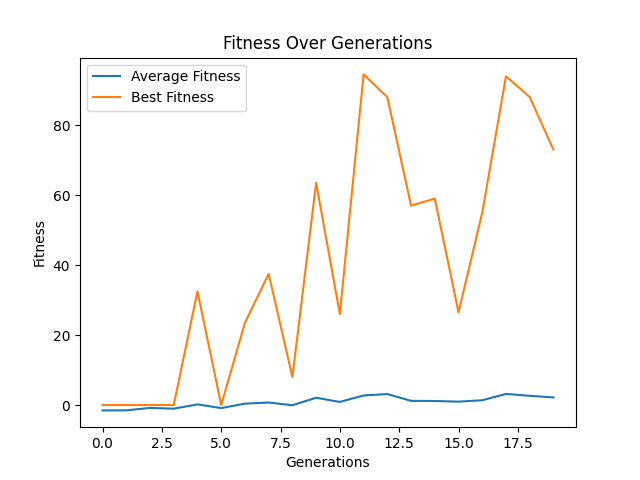 Fitness Over Generations
Average Fitness
Best Fitness
80
60
40
20
0
Fitness
0.0 2.5 5.0 7.5 10.0 12.5 15.0 17.5
Generations